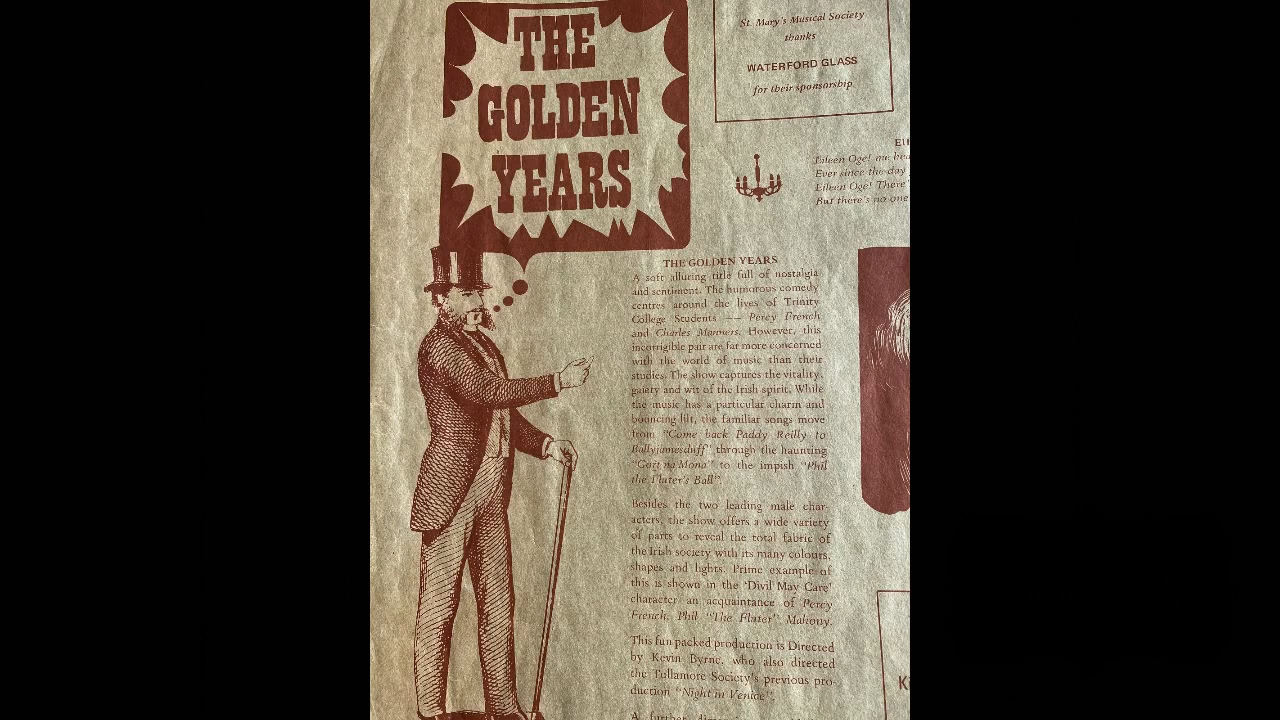 THE
GOLDEN
YEARS
St. Mary's Musical Society
thanks
WATERFORD GLASS
for their sponsorship.
Eileen Oge! me
Ever since the day
Eileen Oge!
But there's no one
THE GOLDEN YEARS
A soft alluring title full of nostalgia
and sentiment. The humorous comedy
centres around the lives of Trinity
College Students —— Percy French
and Charles Manners. However, this
incorrigible pair are far more concerned
with the world of music than their
studies. The show captures the vitality,
gaiety and wit of the Irish spirit. While
the music has a particular charm and
bouncing lilt, the familiar songs move
from "Come back Paddy Reilly to
Ballyjamesduff" through the haunting
"Gort na Mona" to the impish "Phil
the Fluter's Ball".
Besides the two leading male char-
acters, the show offers a wide variety
of parts to reveal the total fabric of
the Irish society with its many colours,
shapes and lights. Prime example of
this is shown in the 'Divil May Care'
character an acquaintance of Percy
French, Phil "The Fluter" Mahony.
This fun packed production is Directed
by Kevin Byrne, who also directed
the Tullamore Society's previous pro-
duction "Night in Venice".
A further